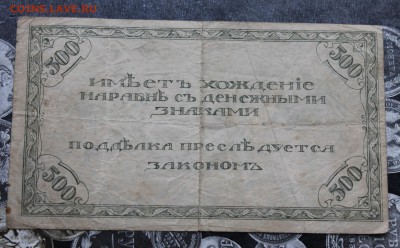 COINS.LAVE.RU
500 500
ИМѢЕТЪ ХОЖДЕНІЕ
НАРАВНѢ СЪ ДЕНЕЖНЫМИ
ЗНАКАМИ
ПОДДѢЛКА ПРЕСЛѢДУЕТСЯ
ЗАКОНОМЪ
500 500